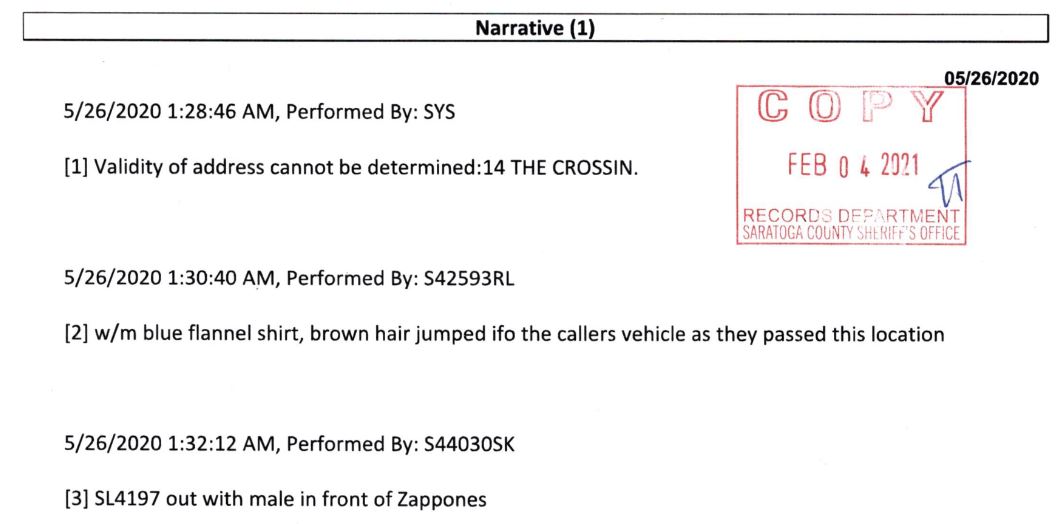 Narrative (1)
05/26/2020
5/26/2020 1:28:46 AM, Performed By: SYS
COPY
[1] Validity of address cannot be determined:14 THE CROSSIN.
FEB 04 2021
RECORDS DEPARTMENT
SARATOGA COUNTY SHERIFF'S OFFICE
5/26/2020 1:30:40 AM, Performed By: S42593RL
[2] w/m blue flannel shirt, brown hair jumped ifo the callers vehicle as they passed this location
5/26/2020 1:32:12 AM, Performed By: S44030SK
[3] SL4197 out with male in front of Zappones